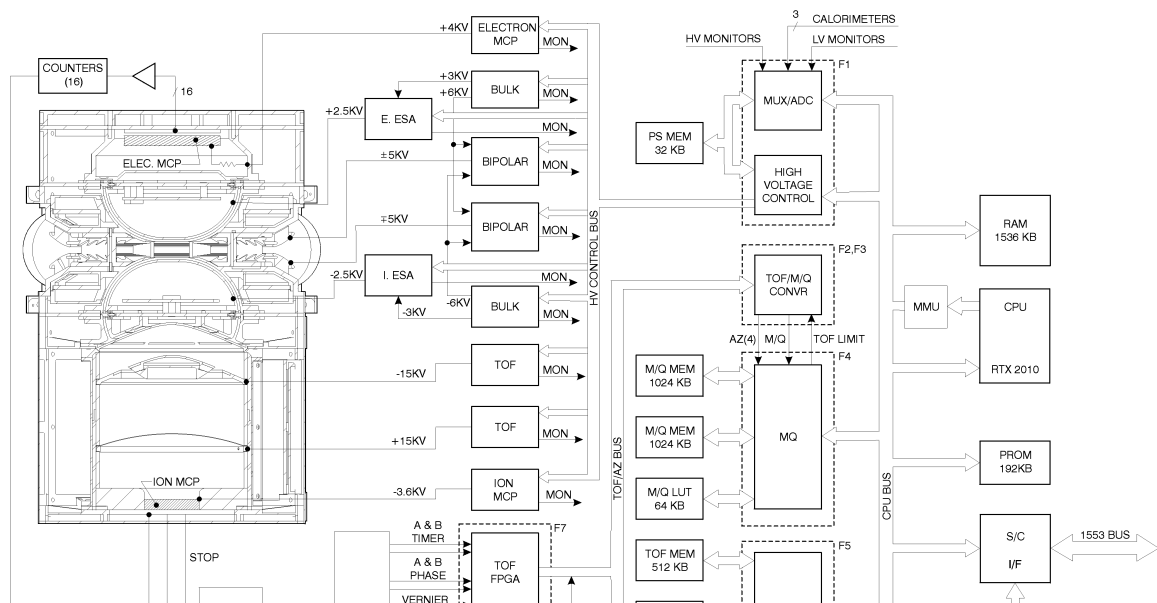 COUNTERS
(16)
16
ELEC. MCP
ION MCP
STOP
+4KV
+3KV
+6KV
+2.5KV
±5KV
∓5KV
-2.5KV
-6KV
-3KV
-15KV
+15KV
-3.6KV
ELECTRON
MCP
MON
BULK
MON
E. ESA
MON
BIPOLAR
MON
BIPOLAR
MON
I. ESA
MON
BULK
MON
TOF
MON
TOF
MON
ION
MCP
MON
HV CONTROL BUS
A & B
TIMER
A & B
PHASE
VERNIER
F7
TOF
FPGA
TOF/AZ BUS
3
CALORIMETERS
HV MONITORS
LV MONITORS
F1
MUX/ADC
PS MEM
32 KB
HIGH
VOLTAGE
CONTROL
F2,F3
TOF/M/Q
CONVR
AZ(4)
M/Q
TOF LIMIT
F4
M/Q MEM
1024 KB
M/Q MEM
1024 KB
MQ
M/Q LUT
64 KB
F5
TOF MEM
512 KB
CPU BUS
RAM
1536 KB
MMU
CPU
RTX 2010
PROM
192KB
S/C
I/F
1553 BUS